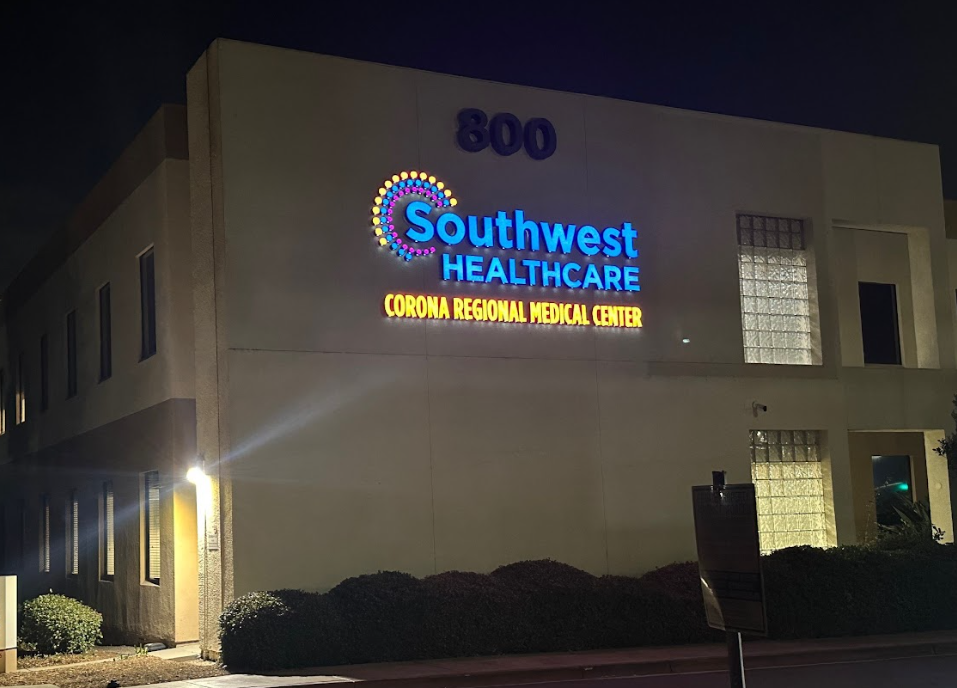 800
Southwest
HEALTHCARE
CORONA REGIONAL MEDICAL CENTER